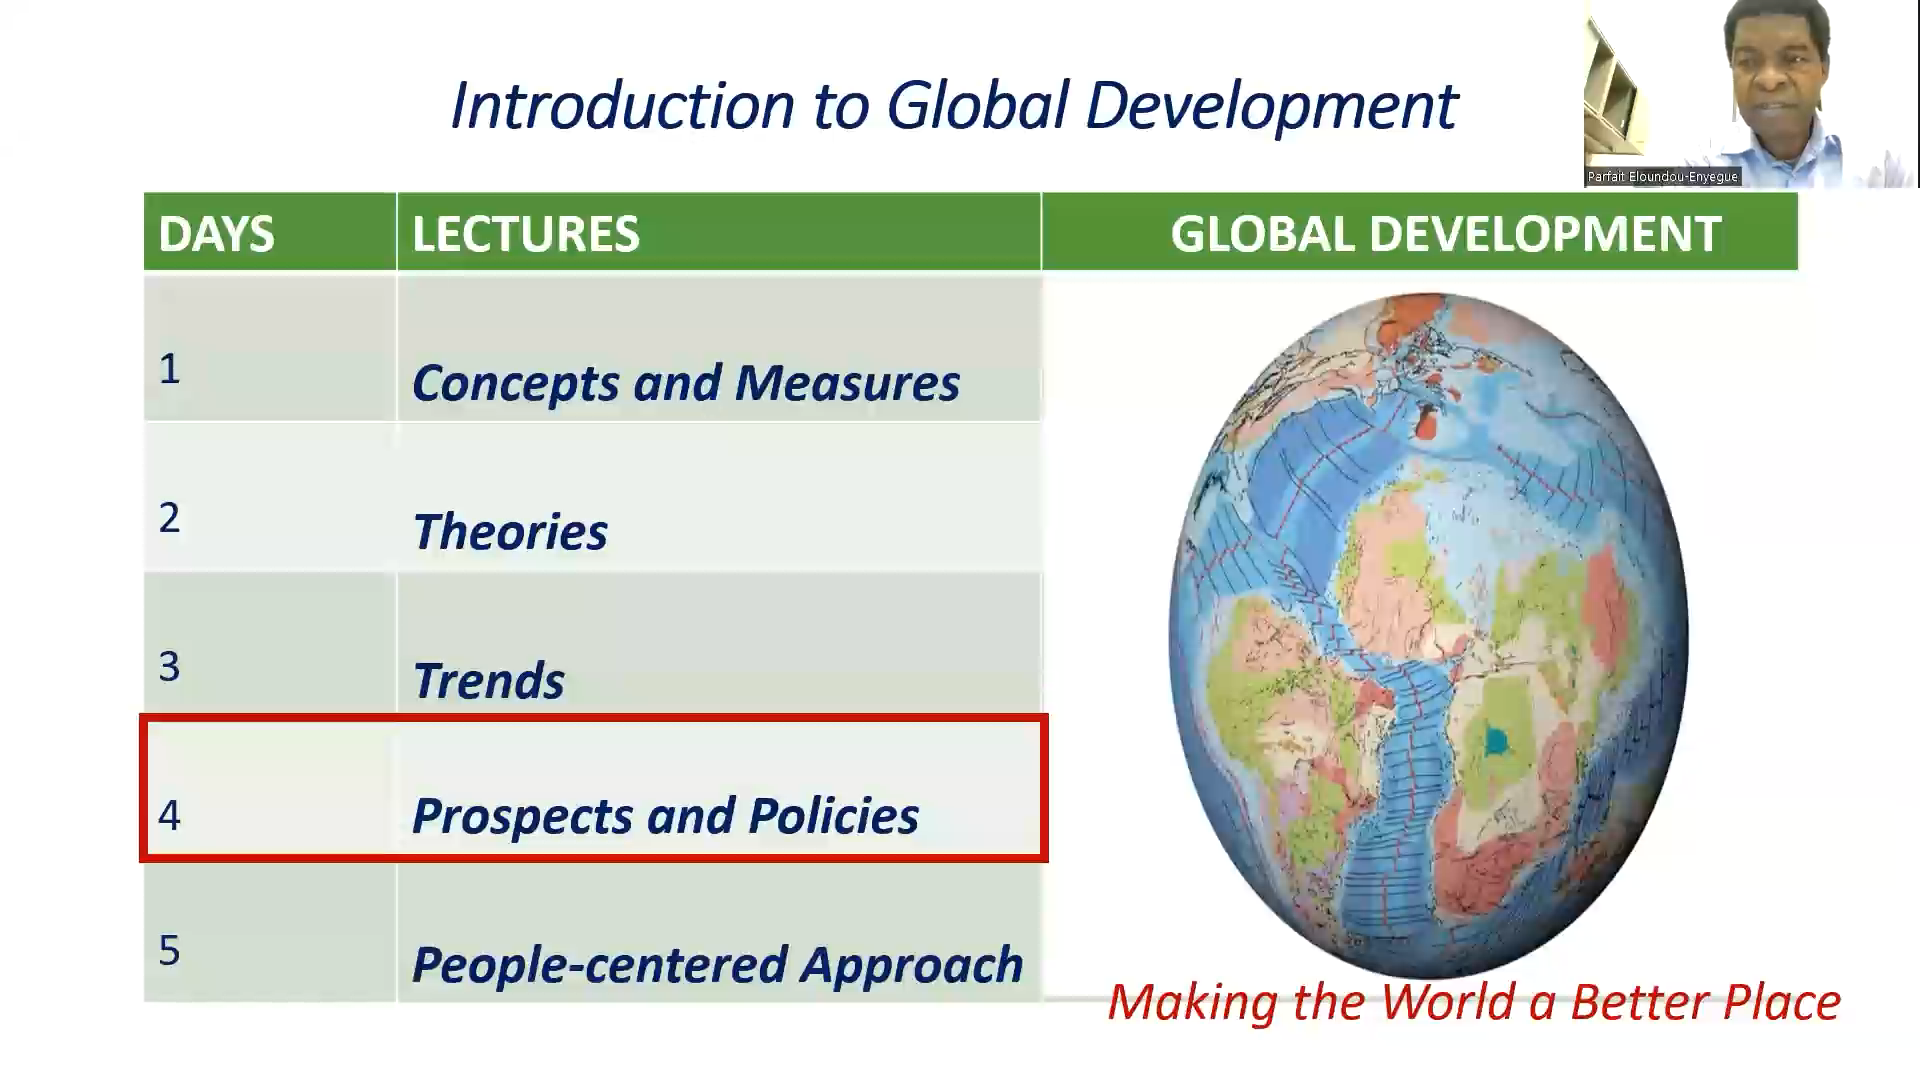 Introduction to Global Development
Parfait Eloundou-Enyegue
DAYS LECTURES GLOBAL DEVELOPMENT
1 Concepts and Measures
2 Theories
3 Trends
4 Prospects and Policies
5 People-centered Approach
Making the World a Better Place